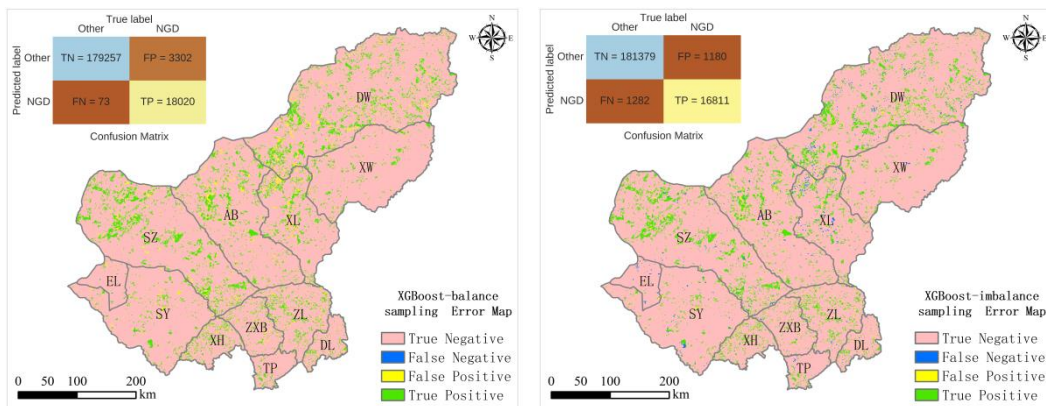 True label
Other NGD
Predicted label
Other
TN = 179257 FP = 3302
NGD
FN = 73 TP = 18020
Confusion Matrix
N
W E
S
DW
XW
AB
XL
SZ
EL
SY
XH
ZXB
ZL
DL
TP
XGBoost-balance
sampling Error Map
True Negative
False Negative
False Positive
True Positive
0 50 100 200
km
True label
Other NGD
Predicted label
Other
TN = 181379 FP = 1180
NGD
FN = 1282 TP = 16811
Confusion Matrix
N
W E
S
DW
XW
AB
XL
SZ
EL
SY
XH
ZXB
ZL
DL
TP
XGBoost-imbalance
sampling Error Map
True Negative
False Negative
False Positive
True Positive
0 50 100 200
km